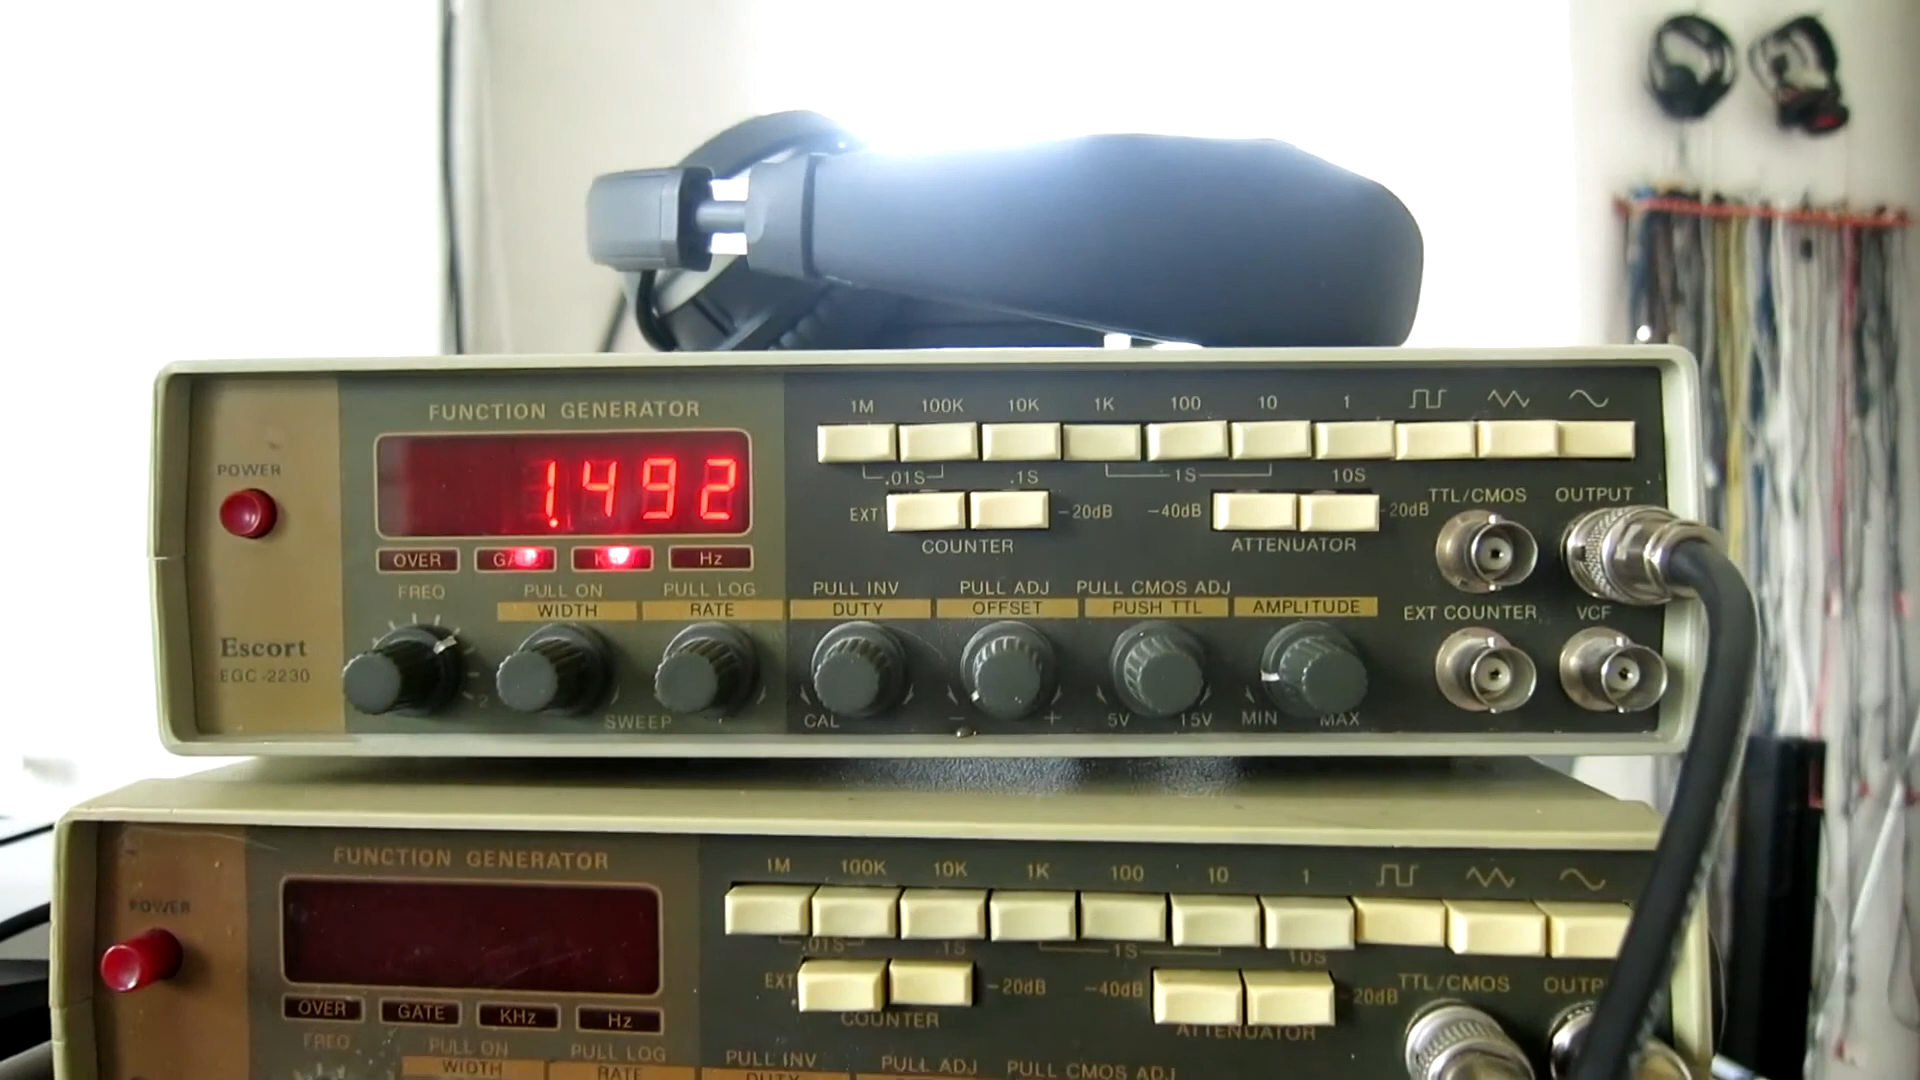 FUNCTION GENERATOR
1M 100K 10K 1K 100 10 1
POWER
1.492
.01S .1S 1S 10S
EXT -20dB -40dB -20dB
TTL/CMOS OUTPUT
COUNTER ATTENUATOR
OVER GATE KHz Hz
FREQ PULL ON PULL LOG PULL INV PULL ADJ PULL CMOS ADJ
WIDTH RATE DUTY OFFSET PUSH TTL AMPLITUDE
EXT COUNTER VCF
Escort
EGC-2230
2
SWEEP CAL - + 5V 15V MIN MAX
FUNCTION GENERATOR
1M 100K 10K 1K 100 10 1
POWER
.01S .1S 1S 10S
EXT -20dB -40dB -20dB
TTL/CMOS OUTP
COUNTER ATTENUATOR
OVER GATE KHz Hz
FREQ PULL ON PULL LOG PULL INV PULL ADJ PULL CMOS ADJ
WIDTH RATE DUTY